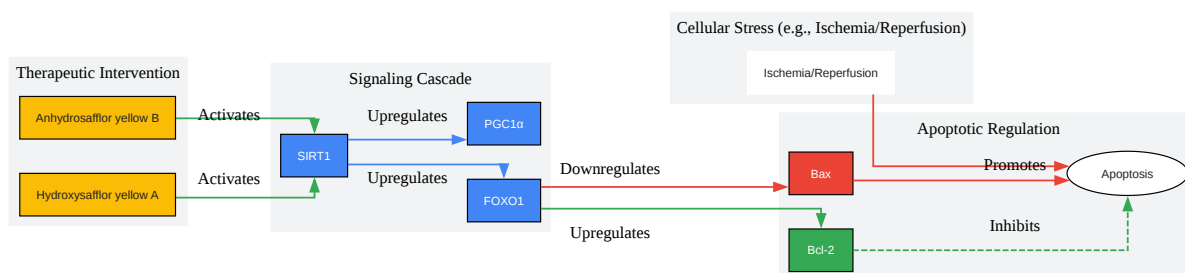 Cellular Stress (e.g., Ischemia/Reperfusion)
Ischemia/Reperfusion
Therapeutic Intervention
Anhydrosafflor yellow B
Hydroxysafflor yellow A
Activates
Activates
Signaling Cascade
SIRT1
Upregulates
Upregulates
PGC1α
FOXO1
Downregulates
Upregulates
Apoptotic Regulation
Bax
Bcl-2
Promotes
Inhibits
Apoptosis